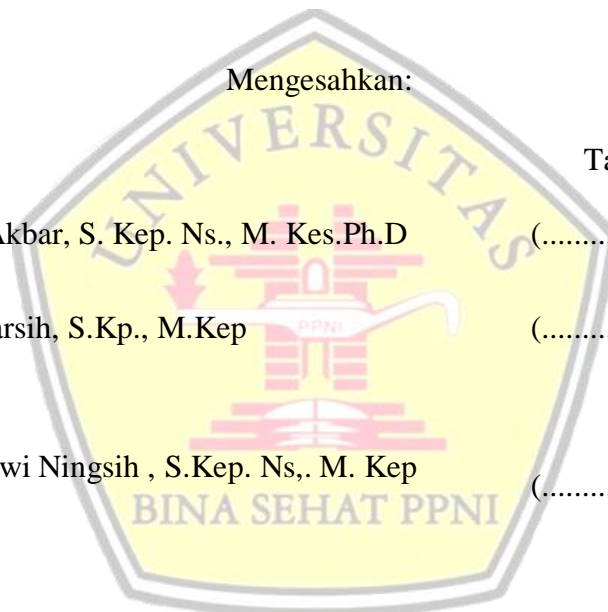 Mengesahkan:
UNIVERSITAS
Ta
Akbar, S. Kep. Ns., M. Kes.Ph.D (.........
arsih, S.Kp., M.Kep (.........
PPNI
wi Ningsih , S.Kep. Ns,. M. Kep (.........
BINA SEHAT PPNI